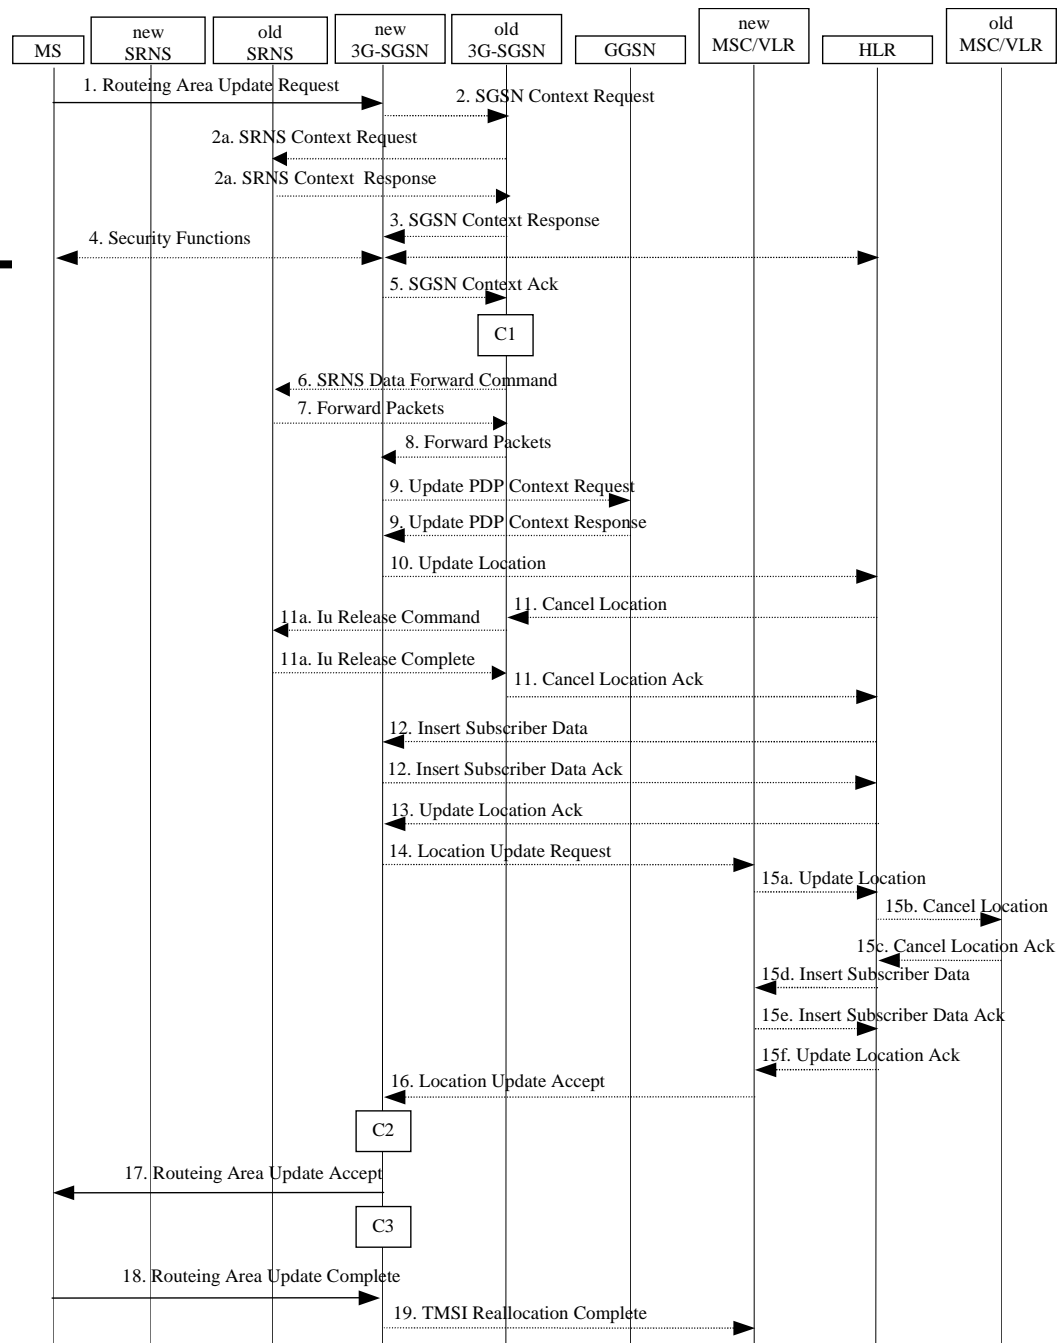 MS
new
SRNS
old
SRNS
new
3G-SGSN
old
3G-SGSN
GGSN
new
MSC/VLR
HLR
old
MSC/VLR
1. Routeing Area Update Request
2. SGSN Context Request
2a. SRNS Context Request
2a. SRNS Context  Response
3. SGSN Context Response
4. Security Functions
5. SGSN Context Ack
C1
6. SRNS Data Forward Command
7. Forward Packets
8. Forward Packets
9. Update PDP Context Request
9. Update PDP Context Response
10. Update Location
11. Cancel Location
11a. Iu Release Command
11a. Iu Release Complete
11. Cancel Location Ack
12. Insert Subscriber Data
12. Insert Subscriber Data Ack
13. Update Location Ack
14. Location Update Request
15a. Update Location
15b. Cancel Location
15c. Cancel Location Ack
15d. Insert Subscriber Data
15e. Insert Subscriber Data Ack
15f. Update Location Ack
16. Location Update Accept
C2
17. Routeing Area Update Accept
C3
18. Routeing Area Update Complete
19. TMSI Reallocation Complete